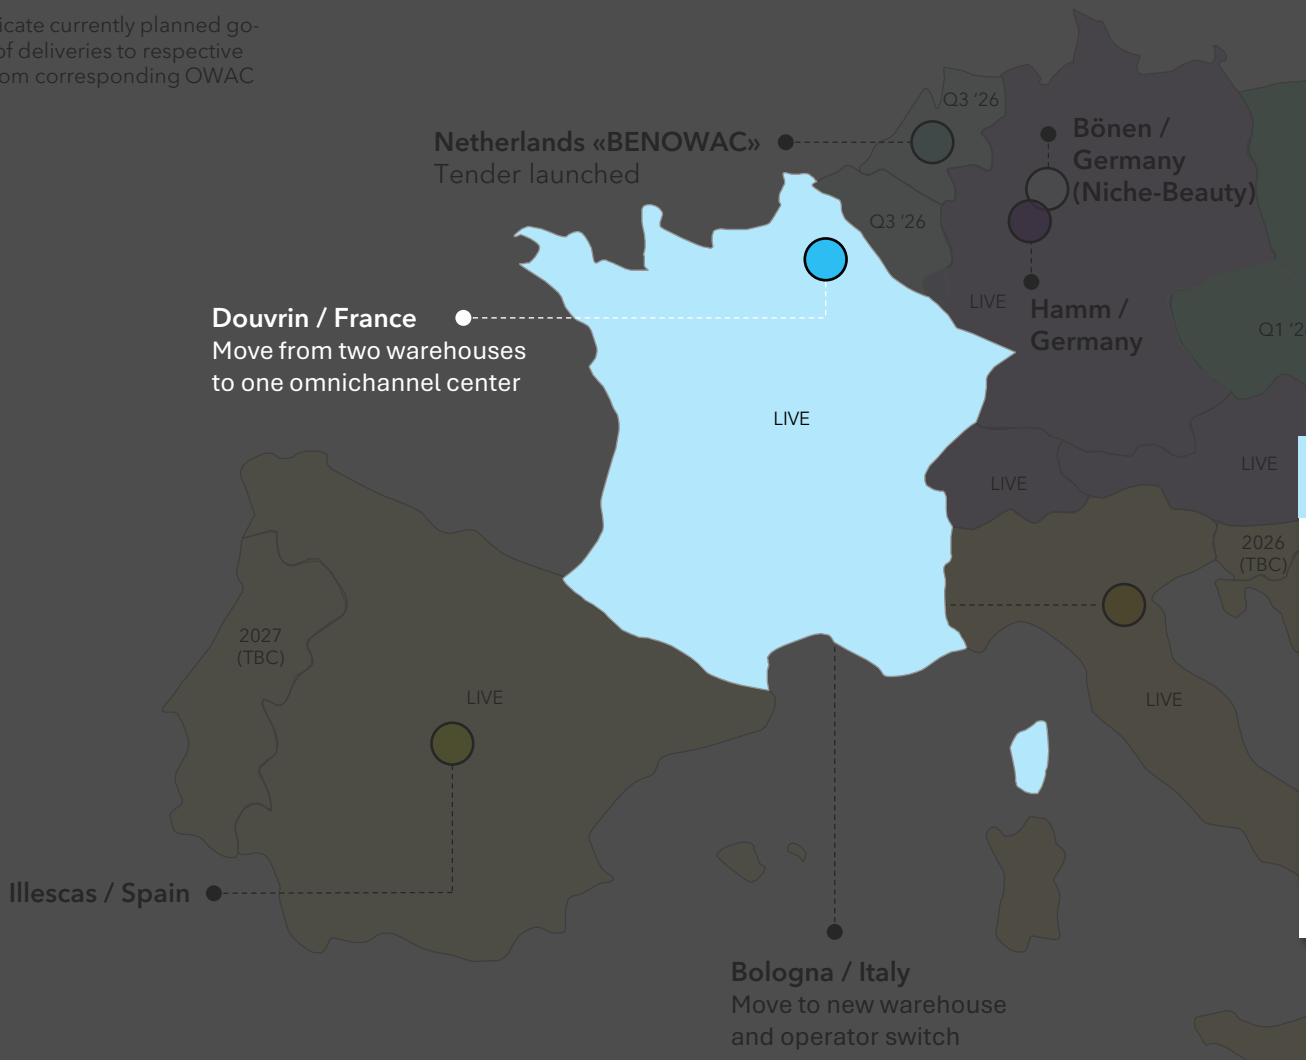 icate currently planned go-
of deliveries to respective
om corresponding OWAC
Q3 '26
Netherlands «BENOWAC»
Tender launched
Bönen /
Germany
(Niche-Beauty)
Q3 '26
LIVE
Hamm /
Germany
Q1 '2
Douvrin / France
Move from two warehouses
to one omnichannel center
LIVE
LIVE
LIVE
2026
(TBC)
2027
(TBC)
LIVE
LIVE
Illescas / Spain
Bologna / Italy
Move to new warehouse
and operator switch